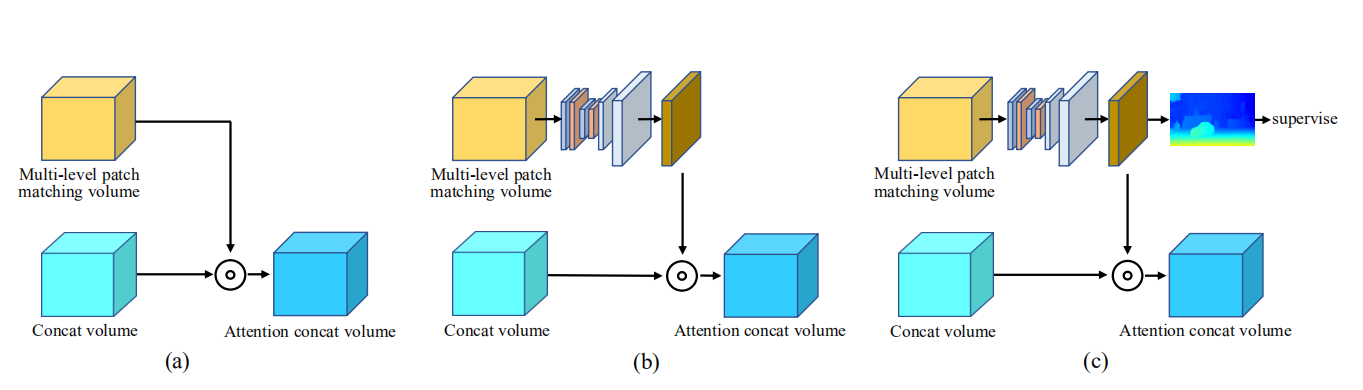 Multi-level patch
matching volume
Concat volume
Attention concat volume
(a)
Multi-level patch
matching volume
Concat volume
Attention concat volume
(b)
supervise
Multi-level patch
matching volume
Concat volume
Attention concat volume
(c)